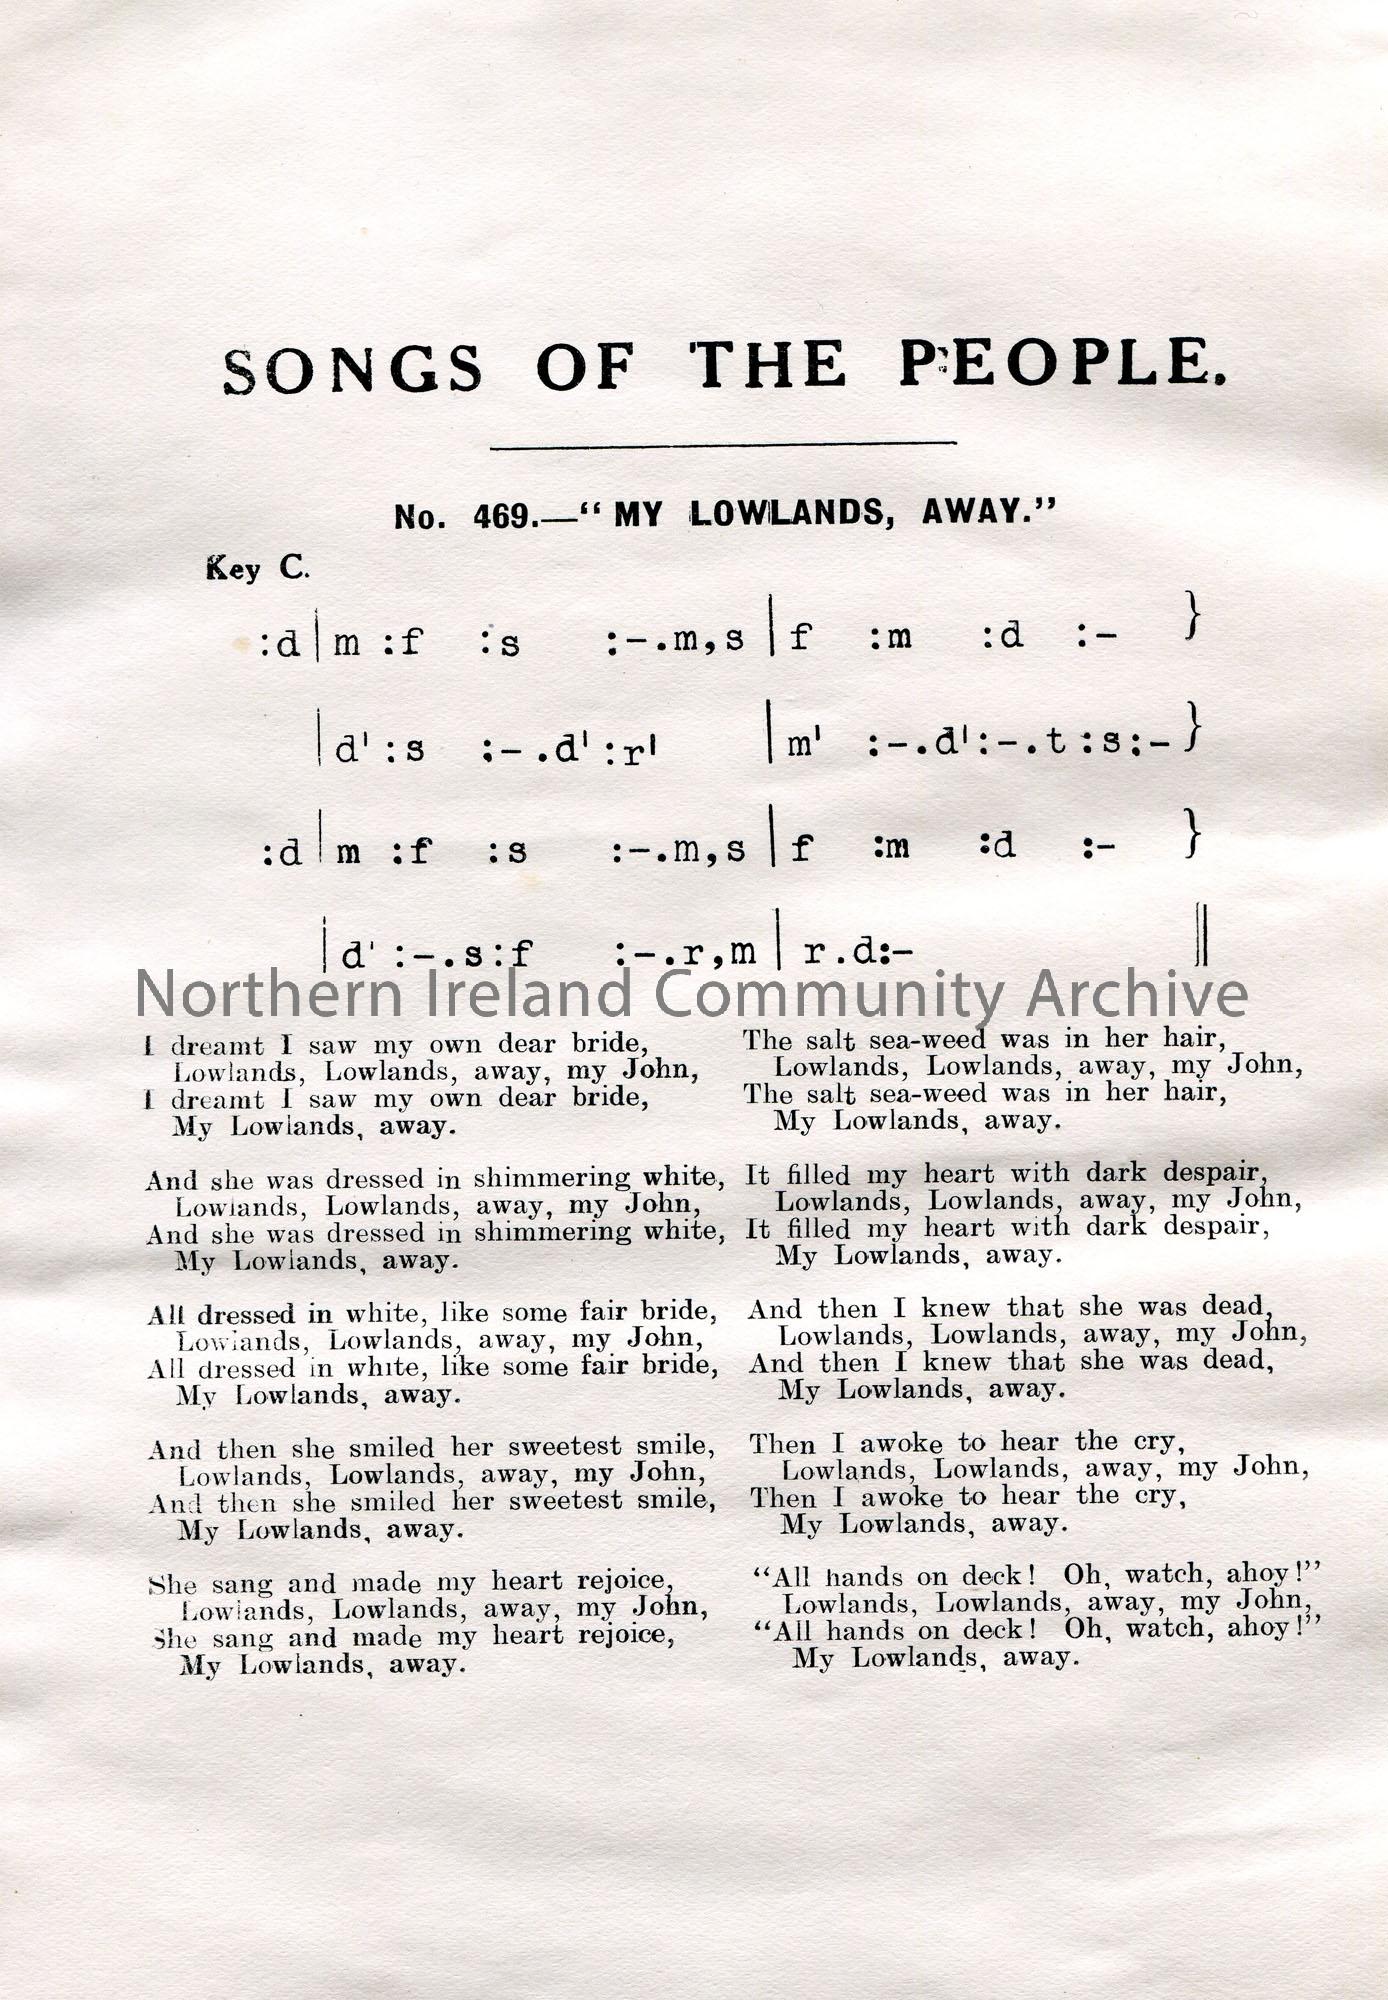 SONGS OF THE PEOPLE.
No. 469.—“MY LOWLANDS, AWAY.”
Key C.
:d | m :f :s :-.m,s | f :m :d :- }
| d' :s :-.d' :r' | m' :-.d':-.t :s:- }
:d | m :f :s :-.m,s | f :m :d :- }
| d' :-.s:f :-.r,m | r.d:- ||
Northern Ireland Community Archive
I dreamt I saw my own dear bride,
Lowlands, Lowlands, away, my John,
I dreamt I saw my own dear bride,
My Lowlands, away.
And she was dressed in shimmering white,
Lowlands, Lowlands, away, my John,
And she was dressed in shimmering white,
My Lowlands, away.
All dressed in white, like some fair bride,
Lowlands, Lowlands, away, my John,
All dressed in white, like some fair bride,
My Lowlands, away.
And then she smiled her sweetest smile,
Lowlands, Lowlands, away, my John,
And then she smiled her sweetest smile,
My Lowlands, away.
She sang and made my heart rejoice,
Lowlands, Lowlands, away, my John,
She sang and made my heart rejoice,
My Lowlands, away.
The salt sea-weed was in her hair,
Lowlands, Lowlands, away, my John,
The salt sea-weed was in her hair,
My Lowlands, away.
It filled my heart with dark despair,
Lowlands, Lowlands, away, my John,
It filled my heart with dark despair,
My Lowlands, away.
And then I knew that she was dead,
Lowlands, Lowlands, away, my John,
And then I knew that she was dead,
My Lowlands, away.
Then I awoke to hear the cry,
Lowlands, Lowlands, away, my John,
Then I awoke to hear the cry,
My Lowlands, away.
“All hands on deck! Oh, watch, ahoy!”
Lowlands, Lowlands, away, my John,
“All hands on deck! Oh, watch, ahoy!”
My Lowlands, away.